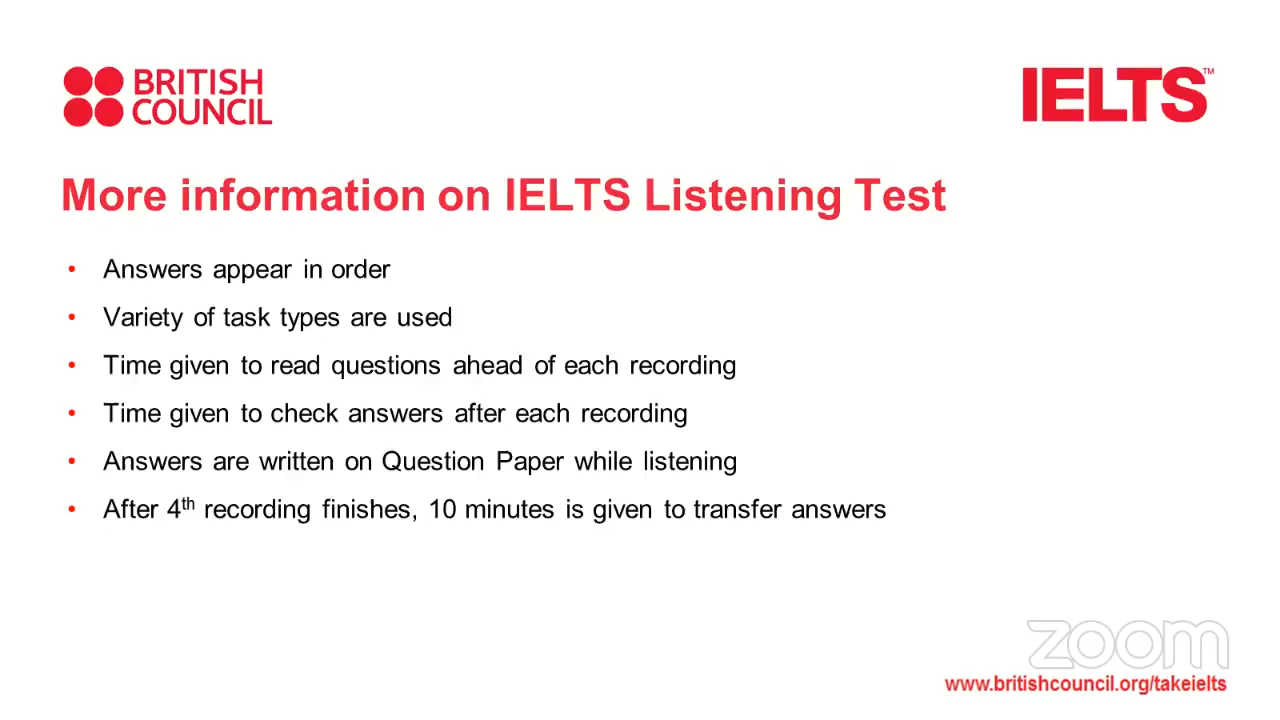 BRITISH
COUNCIL
IELTS™
More information on IELTS Listening Test
• Answers appear in order
• Variety of task types are used
• Time given to read questions ahead of each recording
• Time given to check answers after each recording
• Answers are written on Question Paper while listening
• After 4th recording finishes, 10 minutes is given to transfer answers
zoom
www.britishcouncil.org/takeielts